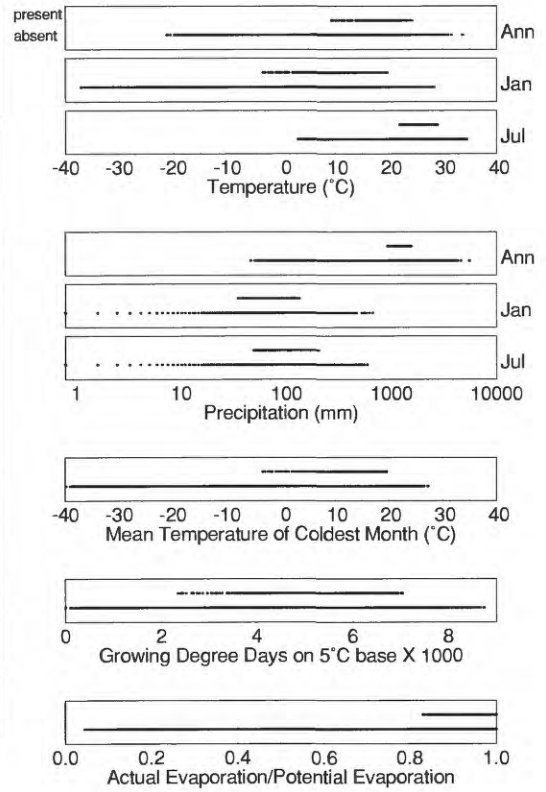 present
absent
Ann
Jan
Jul
-40 -30 -20 -10 0 10 20 30 40
Temperature (°C)
Ann
Jan
Jul
1 10 100 1000 10000
Precipitation (mm)
-40 -30 -20 -10 0 10 20 30 40
Mean Temperature of Coldest Month (°C)
0 2 4 6 8
Growing Degree Days on 5°C base X 1000
0.0 0.2 0.4 0.6 0.8 1.0
Actual Evaporation/Potential Evaporation